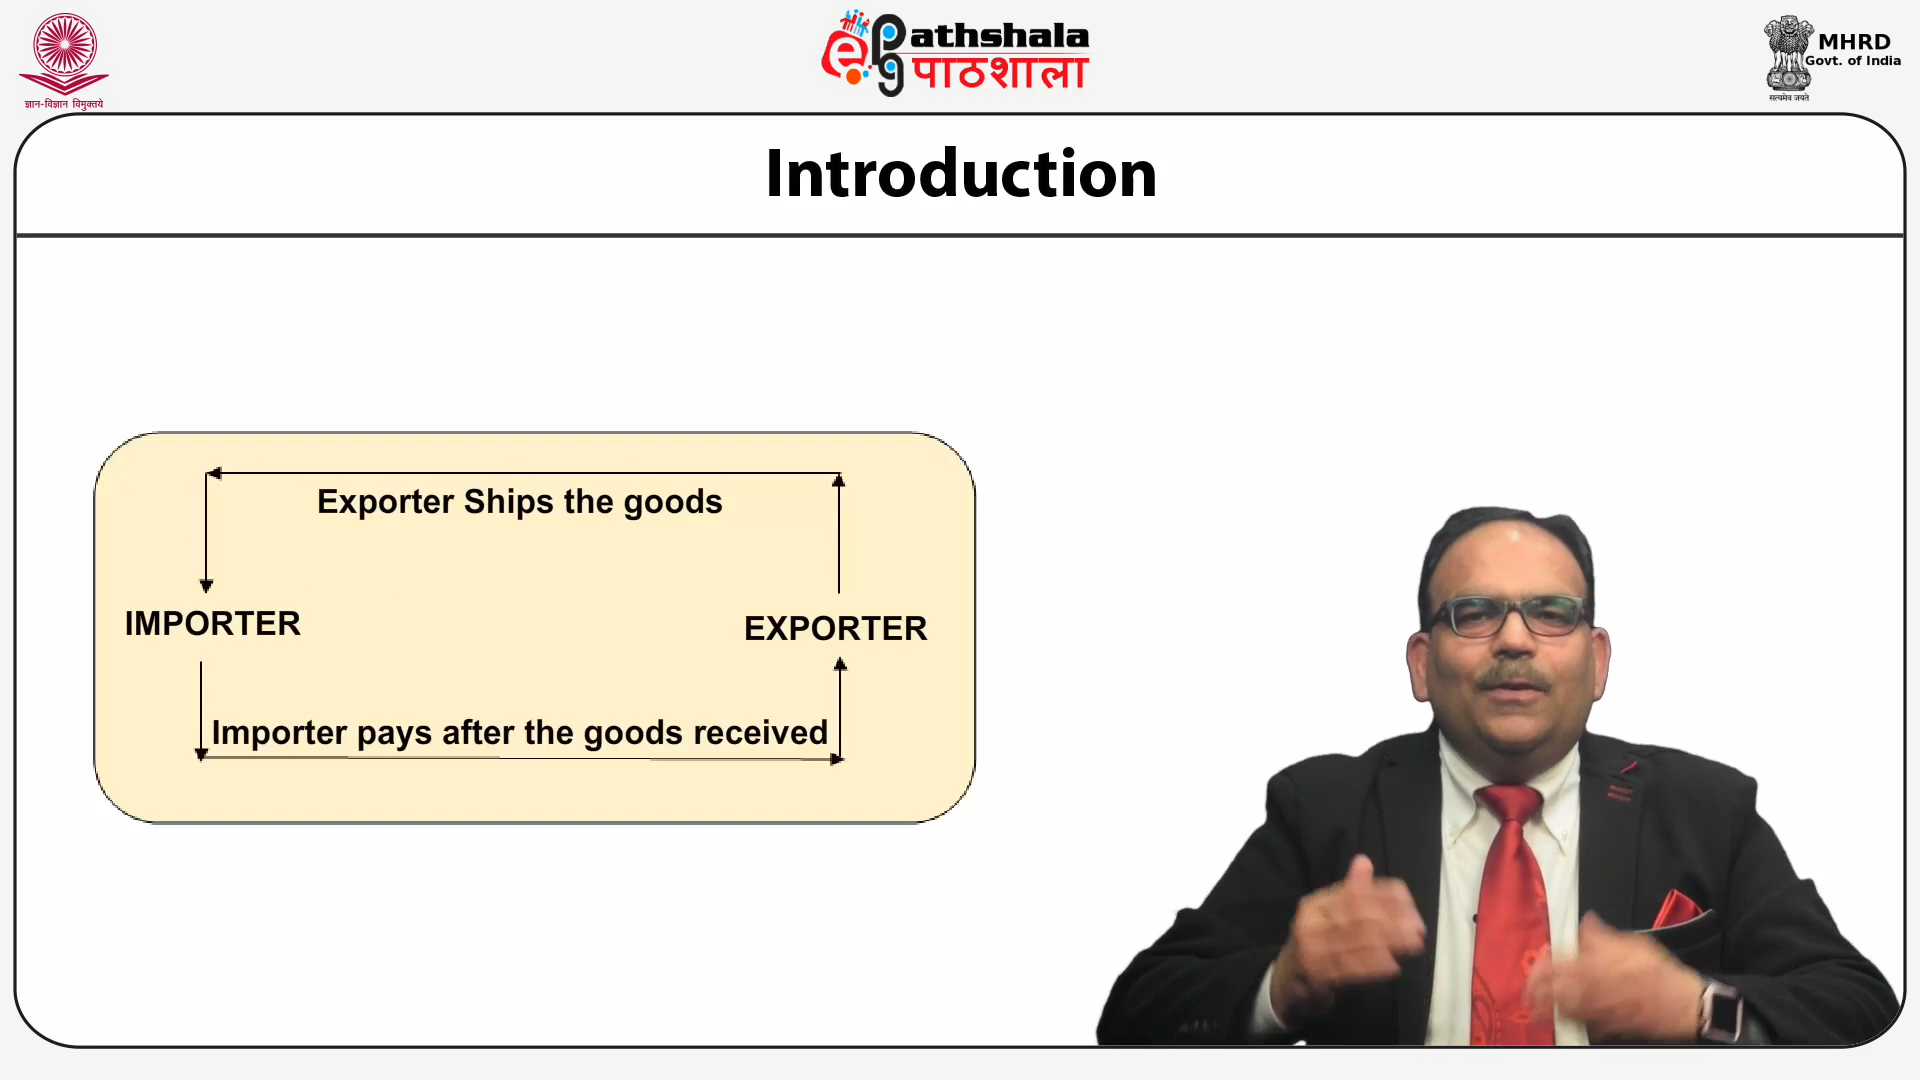 ज्ञान-विज्ञान विमुक्तये
ePathshala
पाठशाला
MHRD
Govt. of India
सत्यमेव जयते
Introduction
Exporter Ships the goods
IMPORTER
EXPORTER
Importer pays after the goods received